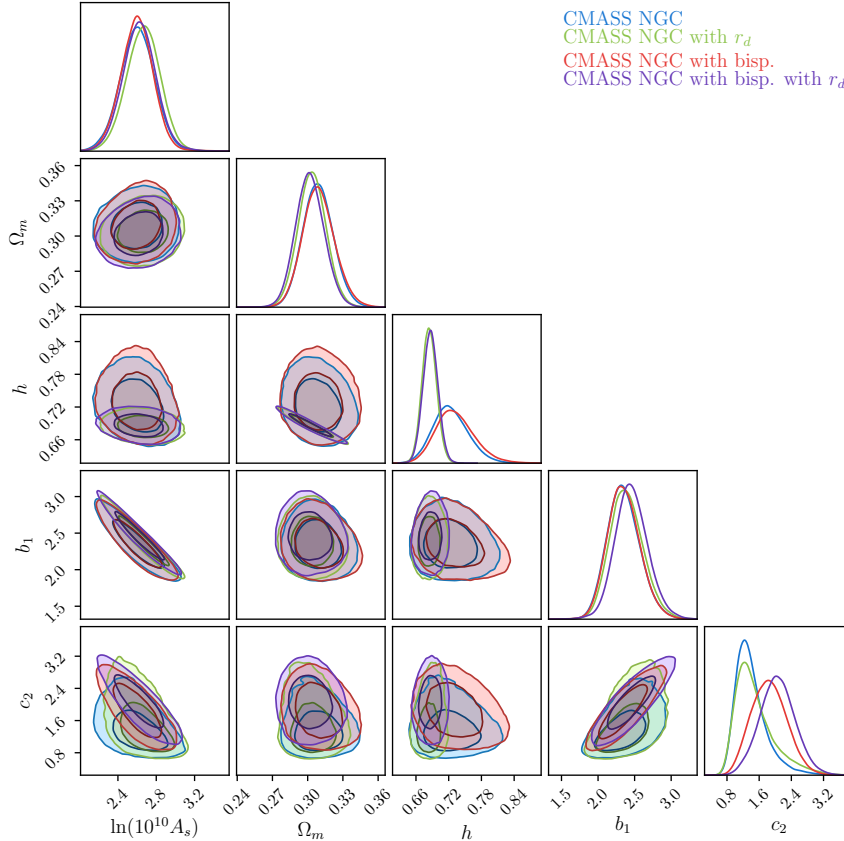 CMASS NGC
CMASS NGC with r_d
CMASS NGC with bisp.
CMASS NGC with bisp. with r_d
0.36
0.33
0.30
0.27
0.24
Ω_m
0.84
0.78
0.72
0.66
h
3.0
2.5
2.0
1.5
b_1
3.2
2.4
1.6
0.8
c_2
2.4 2.8 3.2
0.24 0.27 0.30 0.33 0.36
0.66 0.72 0.78 0.84
1.5 2.0 2.5 3.0
0.8 1.6 2.4 3.2
ln(10^{10}A_s) Ω_m h b_1 c_2